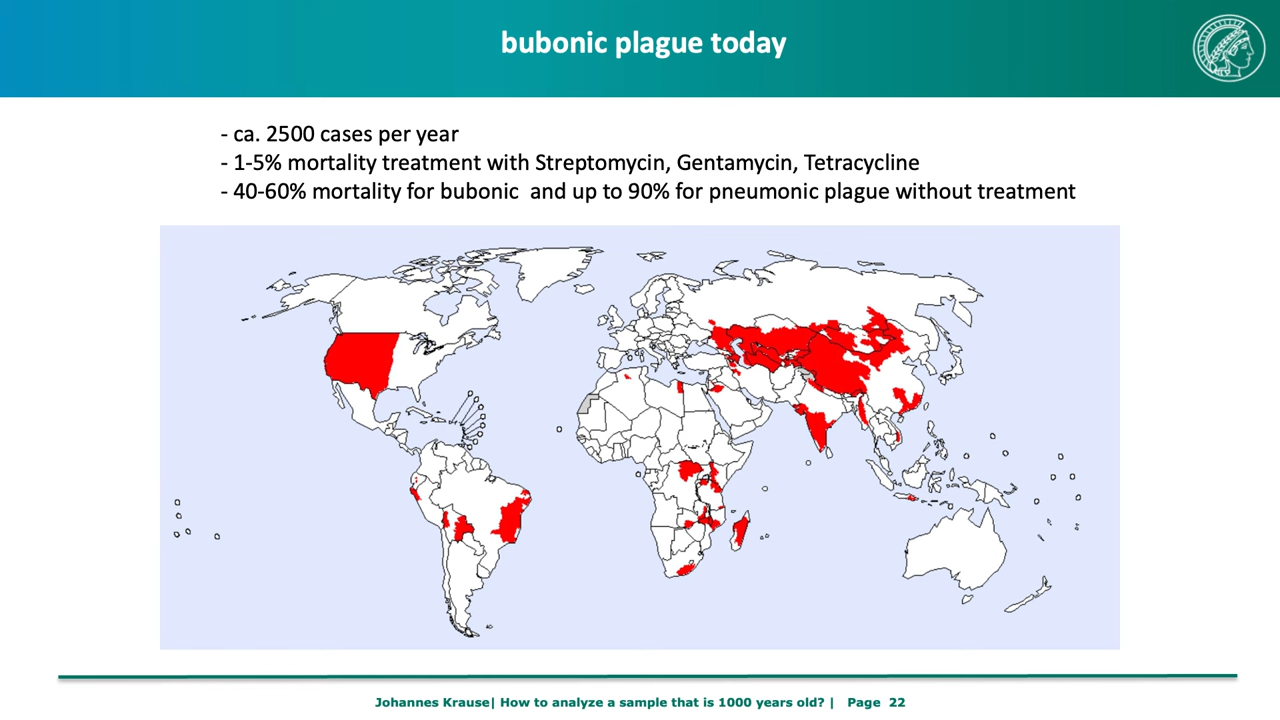 bubonic plague today
- ca. 2500 cases per year
- 1-5% mortality treatment with Streptomycin, Gentamycin, Tetracycline
- 40-60% mortality for bubonic  and up to 90% for pneumonic plague without treatment
Johannes Krause| How to analyze a sample that is 1000 years old? |   Page  22